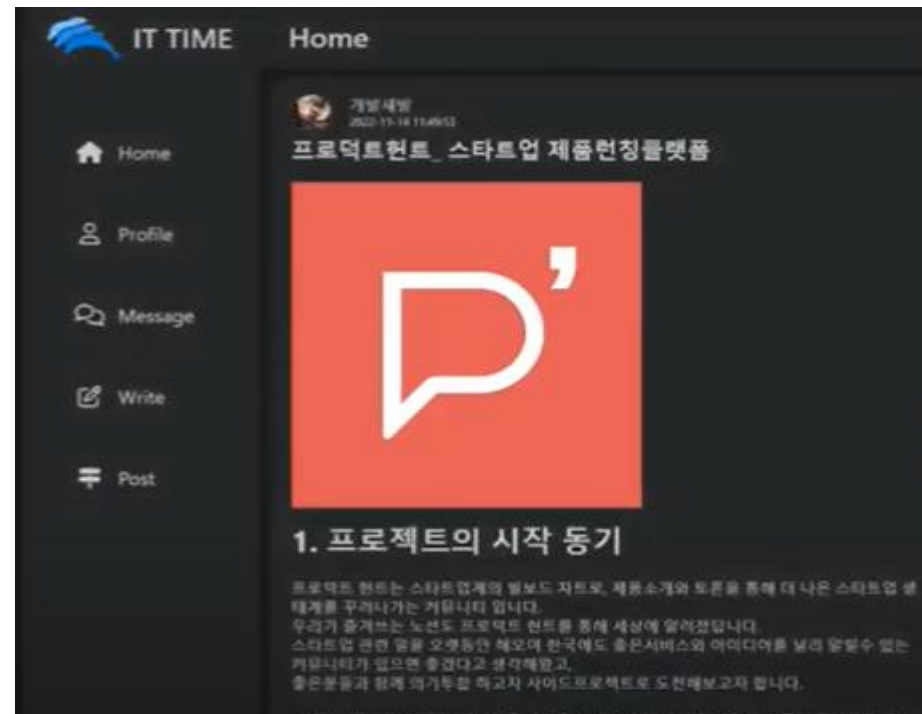 IT TIME
Home
개발새발
2022-11-14 11:49:53
프로덕트헌트_ 스타트업 제품런칭플랫폼
Home
Profile
Message
Write
Post
1. 프로젝트의 시작 동기
프로덕트 헌트는 스타트업계의 빌보드 차트로, 제품소개와 토론을 통해 더 나은 스타트업 생
태계를 꾸려나가는 커뮤니티 입니다.
우리가 즐겨쓰는 노션도 프로덕트 헌트를 통해 세상에 알려졌답니다.
스타트업 관련 일을 오랫동안 해오며 한국에도 좋은서비스와 아이디어를 널리 알릴수 있는
커뮤니티가 있으면 좋겠다고 생각해왔고,
좋은분들과 함께 의기투합 하고자 사이드프로젝트로 도전해보고자 합니다.